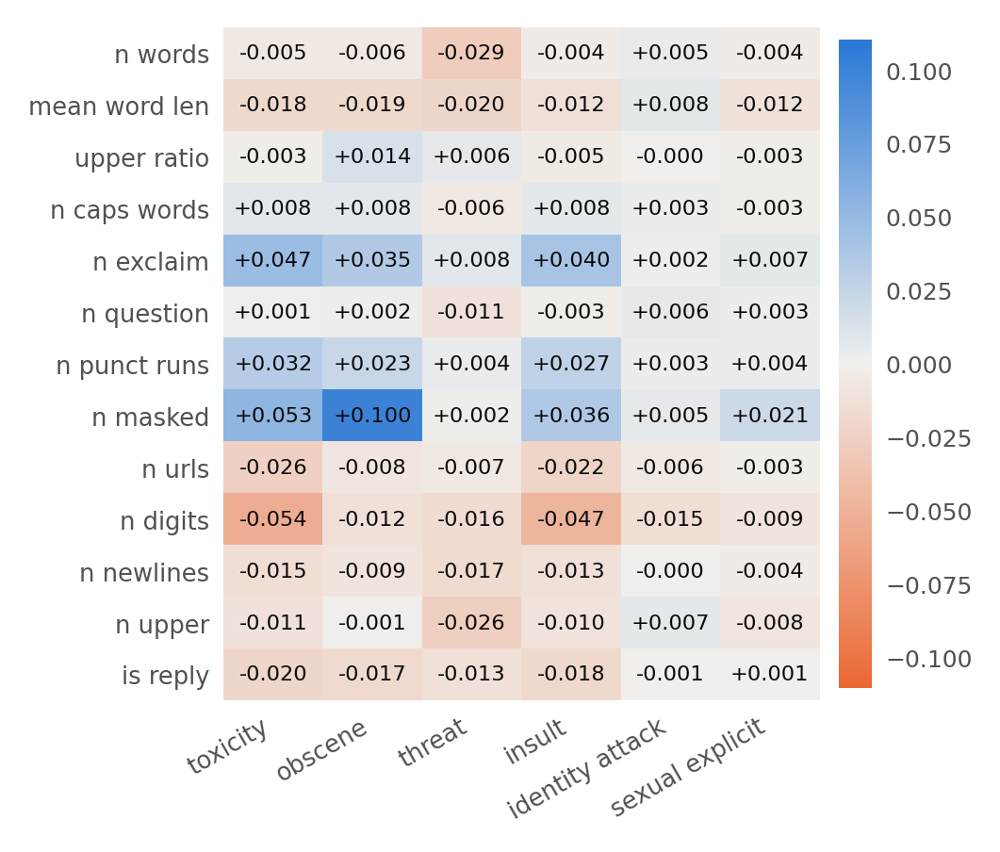 n words -0.005 -0.006 -0.029 -0.004 +0.005 -0.004
mean word len -0.018 -0.019 -0.020 -0.012 +0.008 -0.012
upper ratio -0.003 +0.014 +0.006 -0.005 -0.000 -0.003
n caps words +0.008 +0.008 -0.006 +0.008 +0.003 -0.003
n exclaim +0.047 +0.035 +0.008 +0.040 +0.002 +0.007
n question +0.001 +0.002 -0.011 -0.003 +0.006 +0.003
n punct runs +0.032 +0.023 +0.004 +0.027 +0.003 +0.004
n masked +0.053 +0.100 +0.002 +0.036 +0.005 +0.021
n urls -0.026 -0.008 -0.007 -0.022 -0.006 -0.003
n digits -0.054 -0.012 -0.016 -0.047 -0.015 -0.009
n newlines -0.015 -0.009 -0.017 -0.013 -0.000 -0.004
n upper -0.011 -0.001 -0.026 -0.010 +0.007 -0.008
is reply -0.020 -0.017 -0.013 -0.018 -0.001 +0.001
toxicity
obscene
threat
insult
identity attack
sexual explicit
0.100
0.075
0.050
0.025
0.000
−0.025
−0.050
−0.075
−0.100